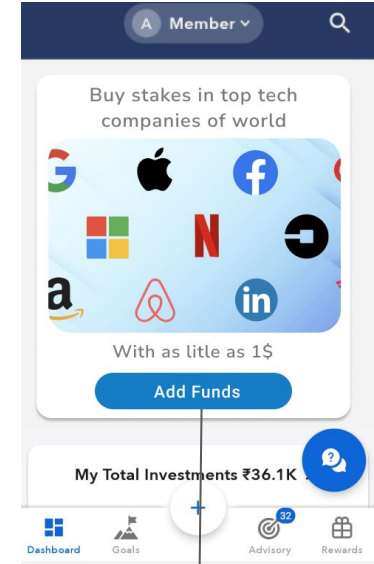 A Member
Buy stakes in top tech
companies of world
G
N
f
a
in
With as litle as 1$
Add Funds
My Total Investments ₹36.1K
?
+
32
Dashboard Goals Advisory Rewards